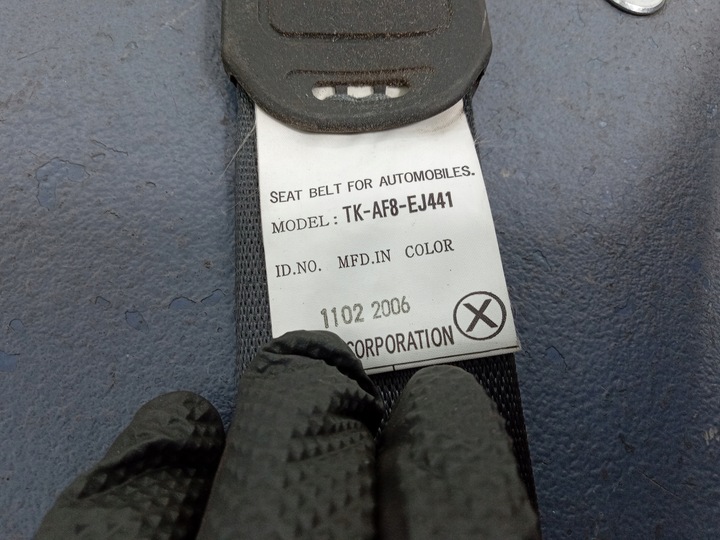 SEAT BELT FOR AUTOMOBILES.
MODEL: TK-AF8-EJ441
ID.NO. MFD.IN COLOR
1102 2006
X
CORPORATION